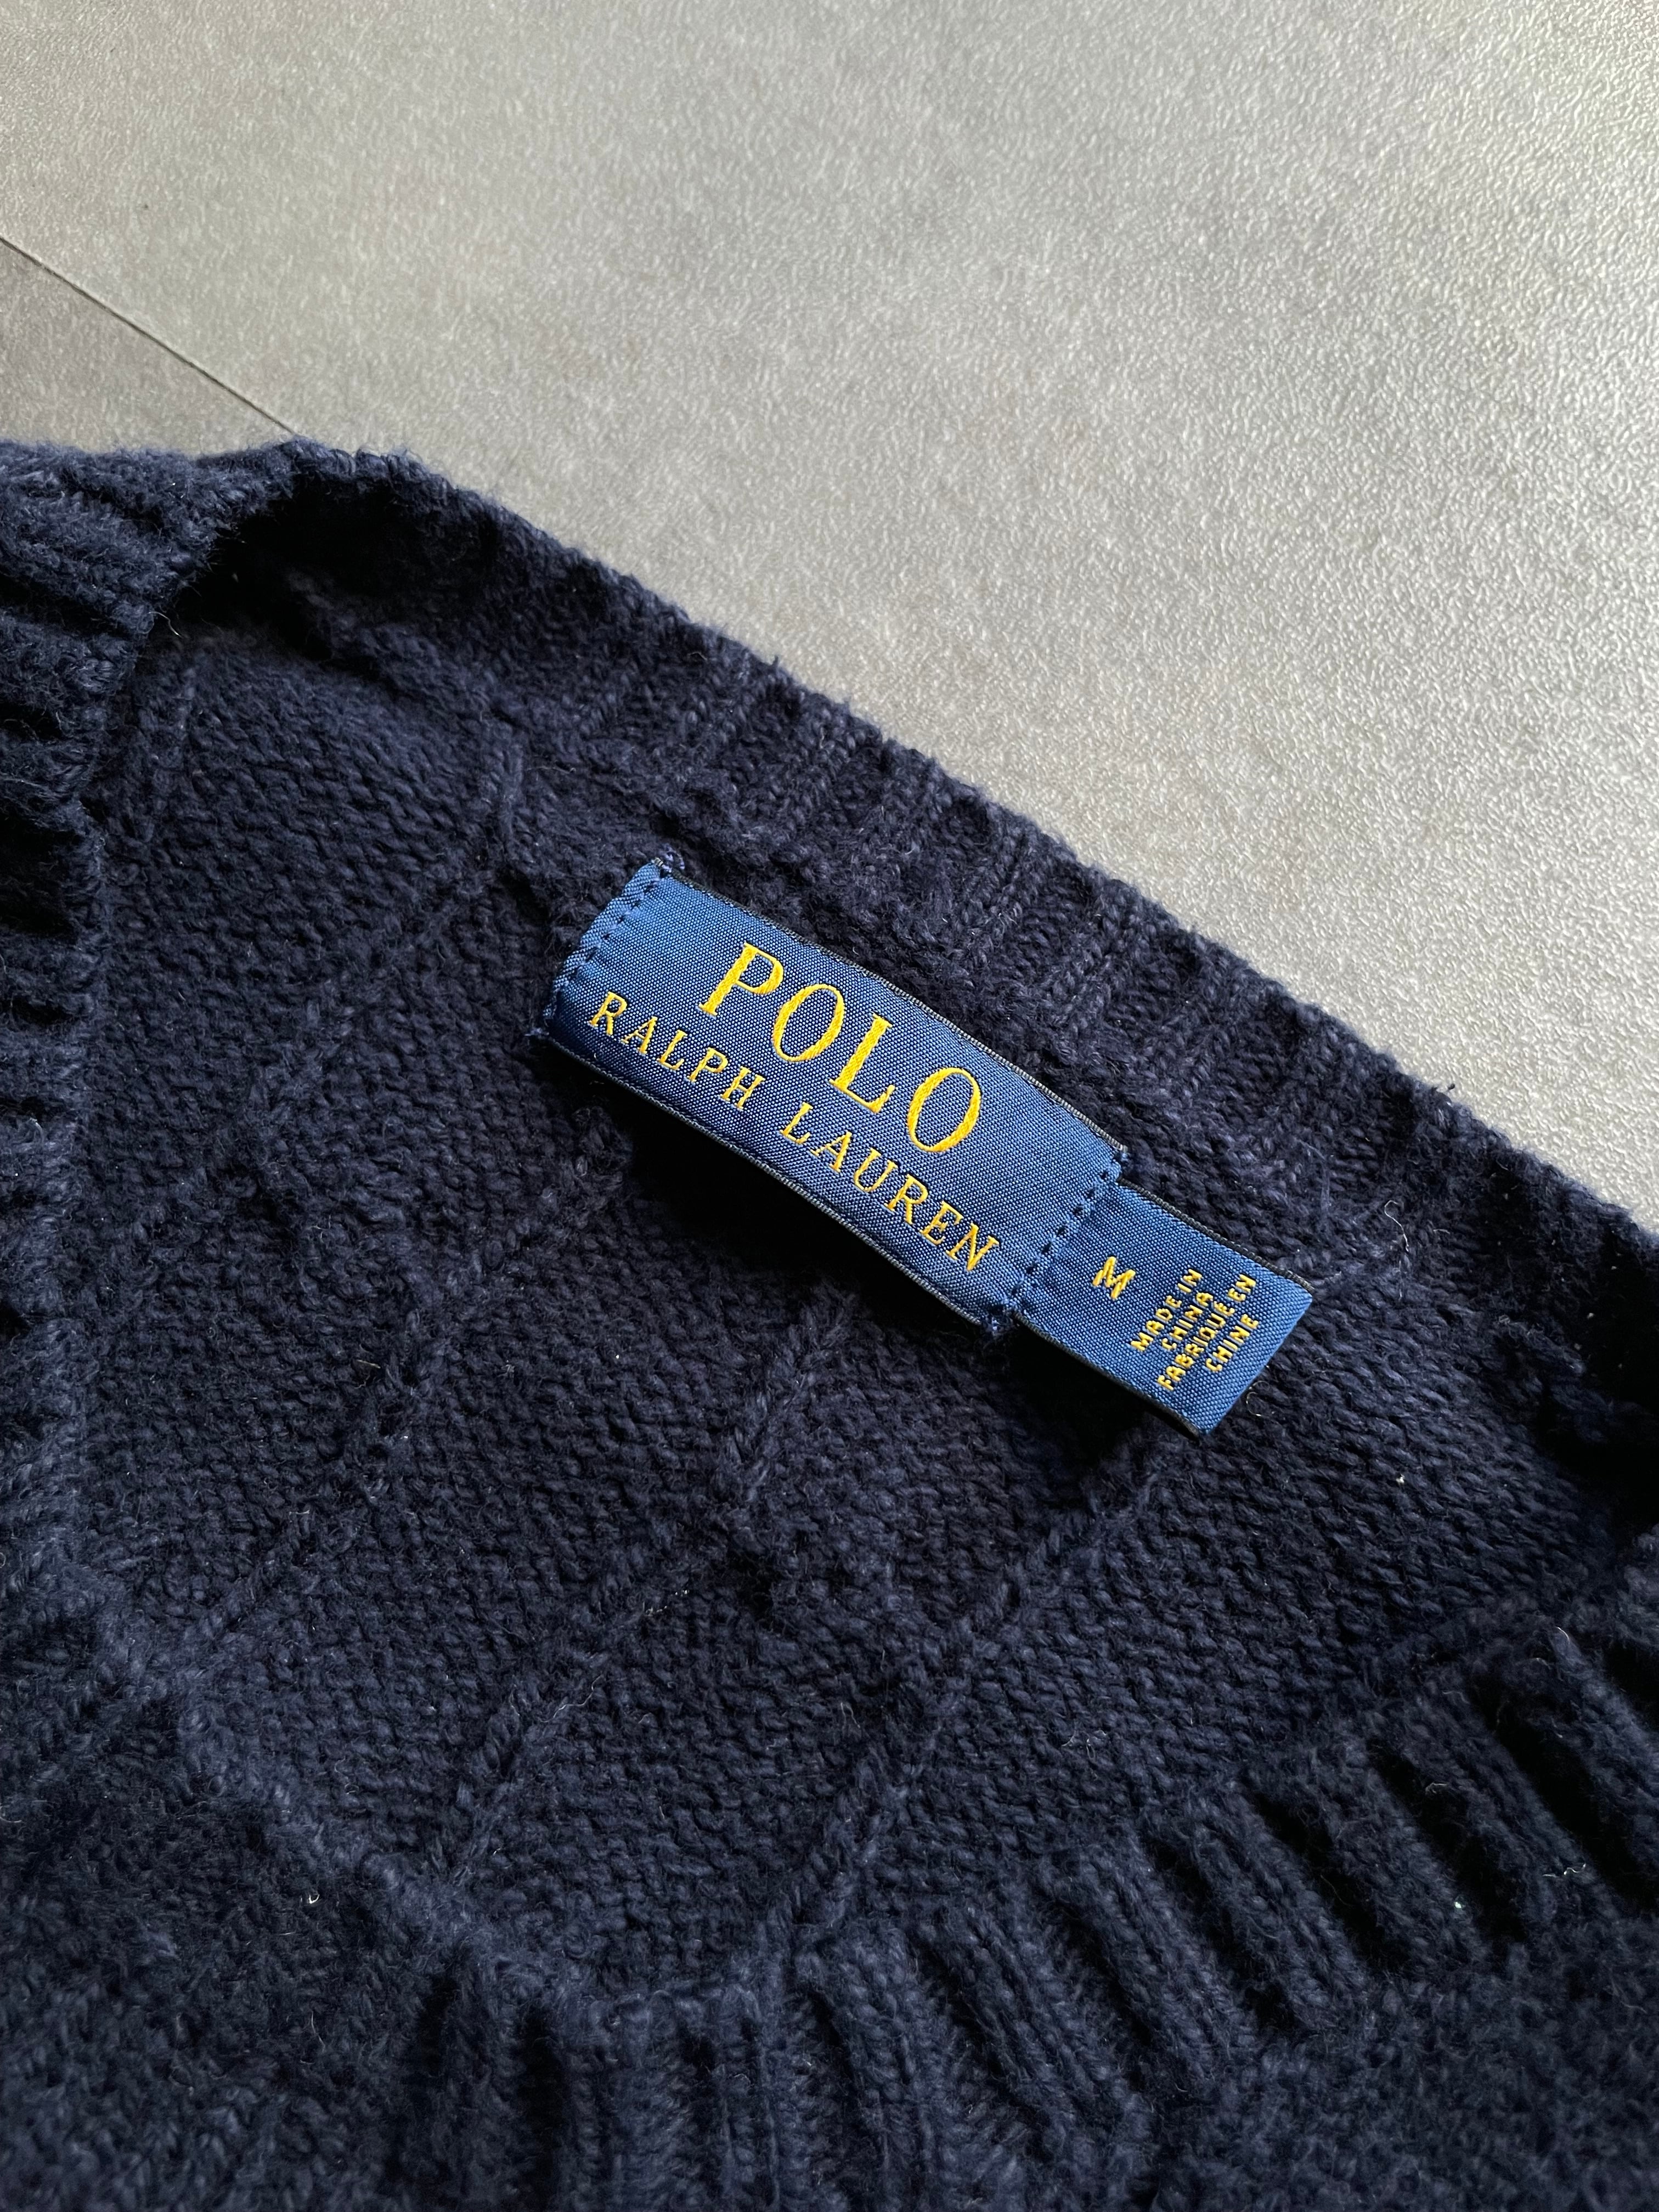 POLO
RALPH LAUREN
M
MADE IN
CHINA
FABRIQUÉ EN
CHINE